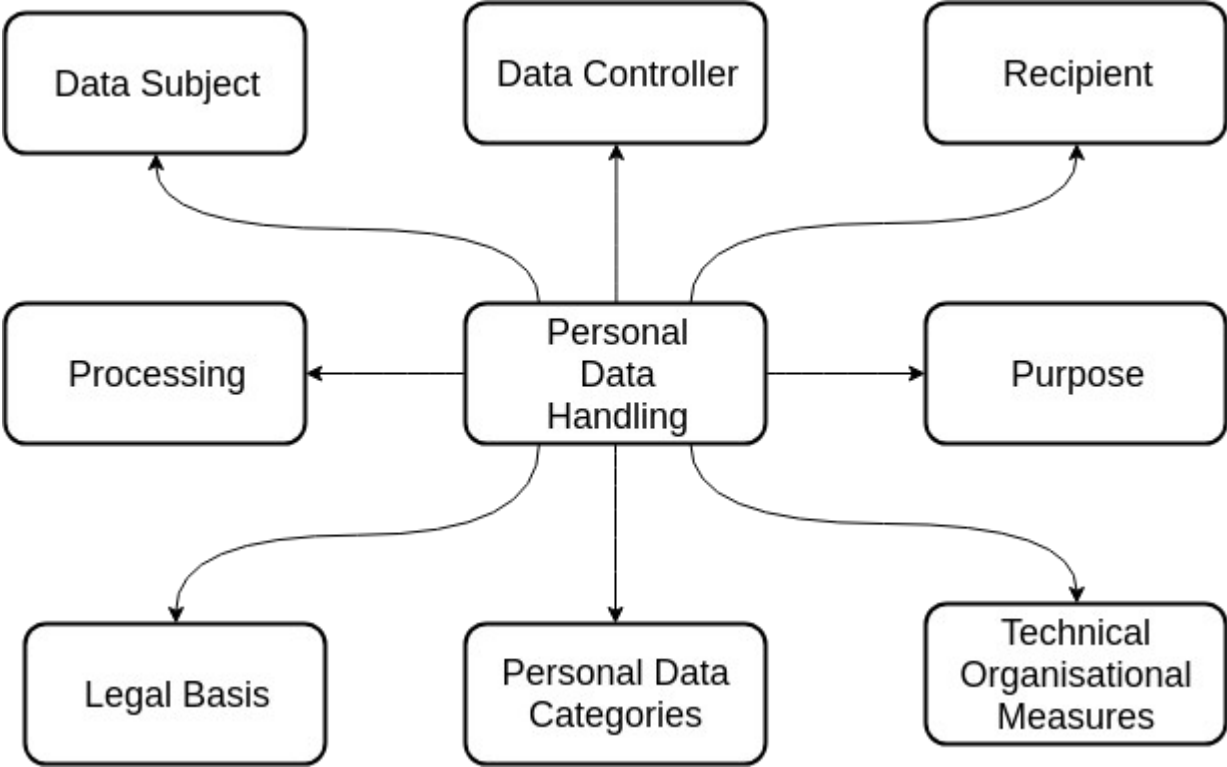 Data Subject
Data Controller
Recipient
Processing
Personal
Data
Handling
Purpose
Legal Basis
Personal Data
Categories
Technical
Organisational
Measures